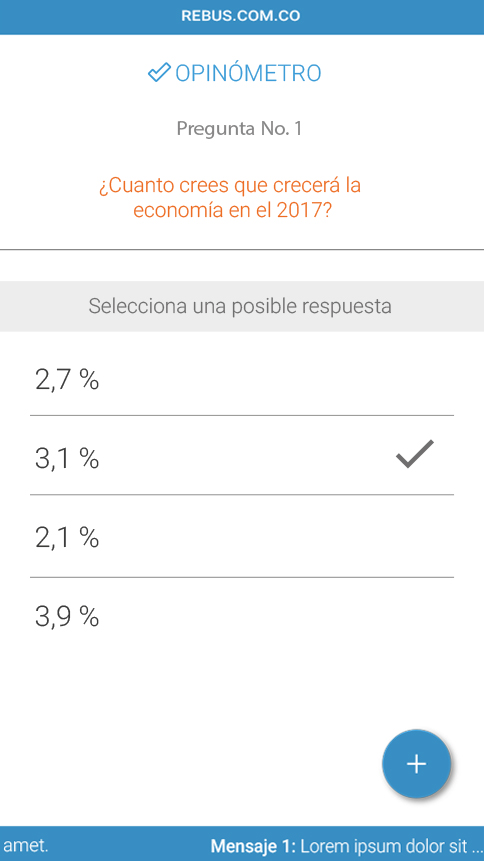 REBUS.COM.CO
OPINÓMETRO
Pregunta No. 1
¿Cuanto crees que crecerá la
economía en el 2017?
Selecciona una posible respuesta
2,7 %
3,1 %
2,1 %
3,9 %
+
amet. Mensaje 1: Lorem ipsum dolor sit ...